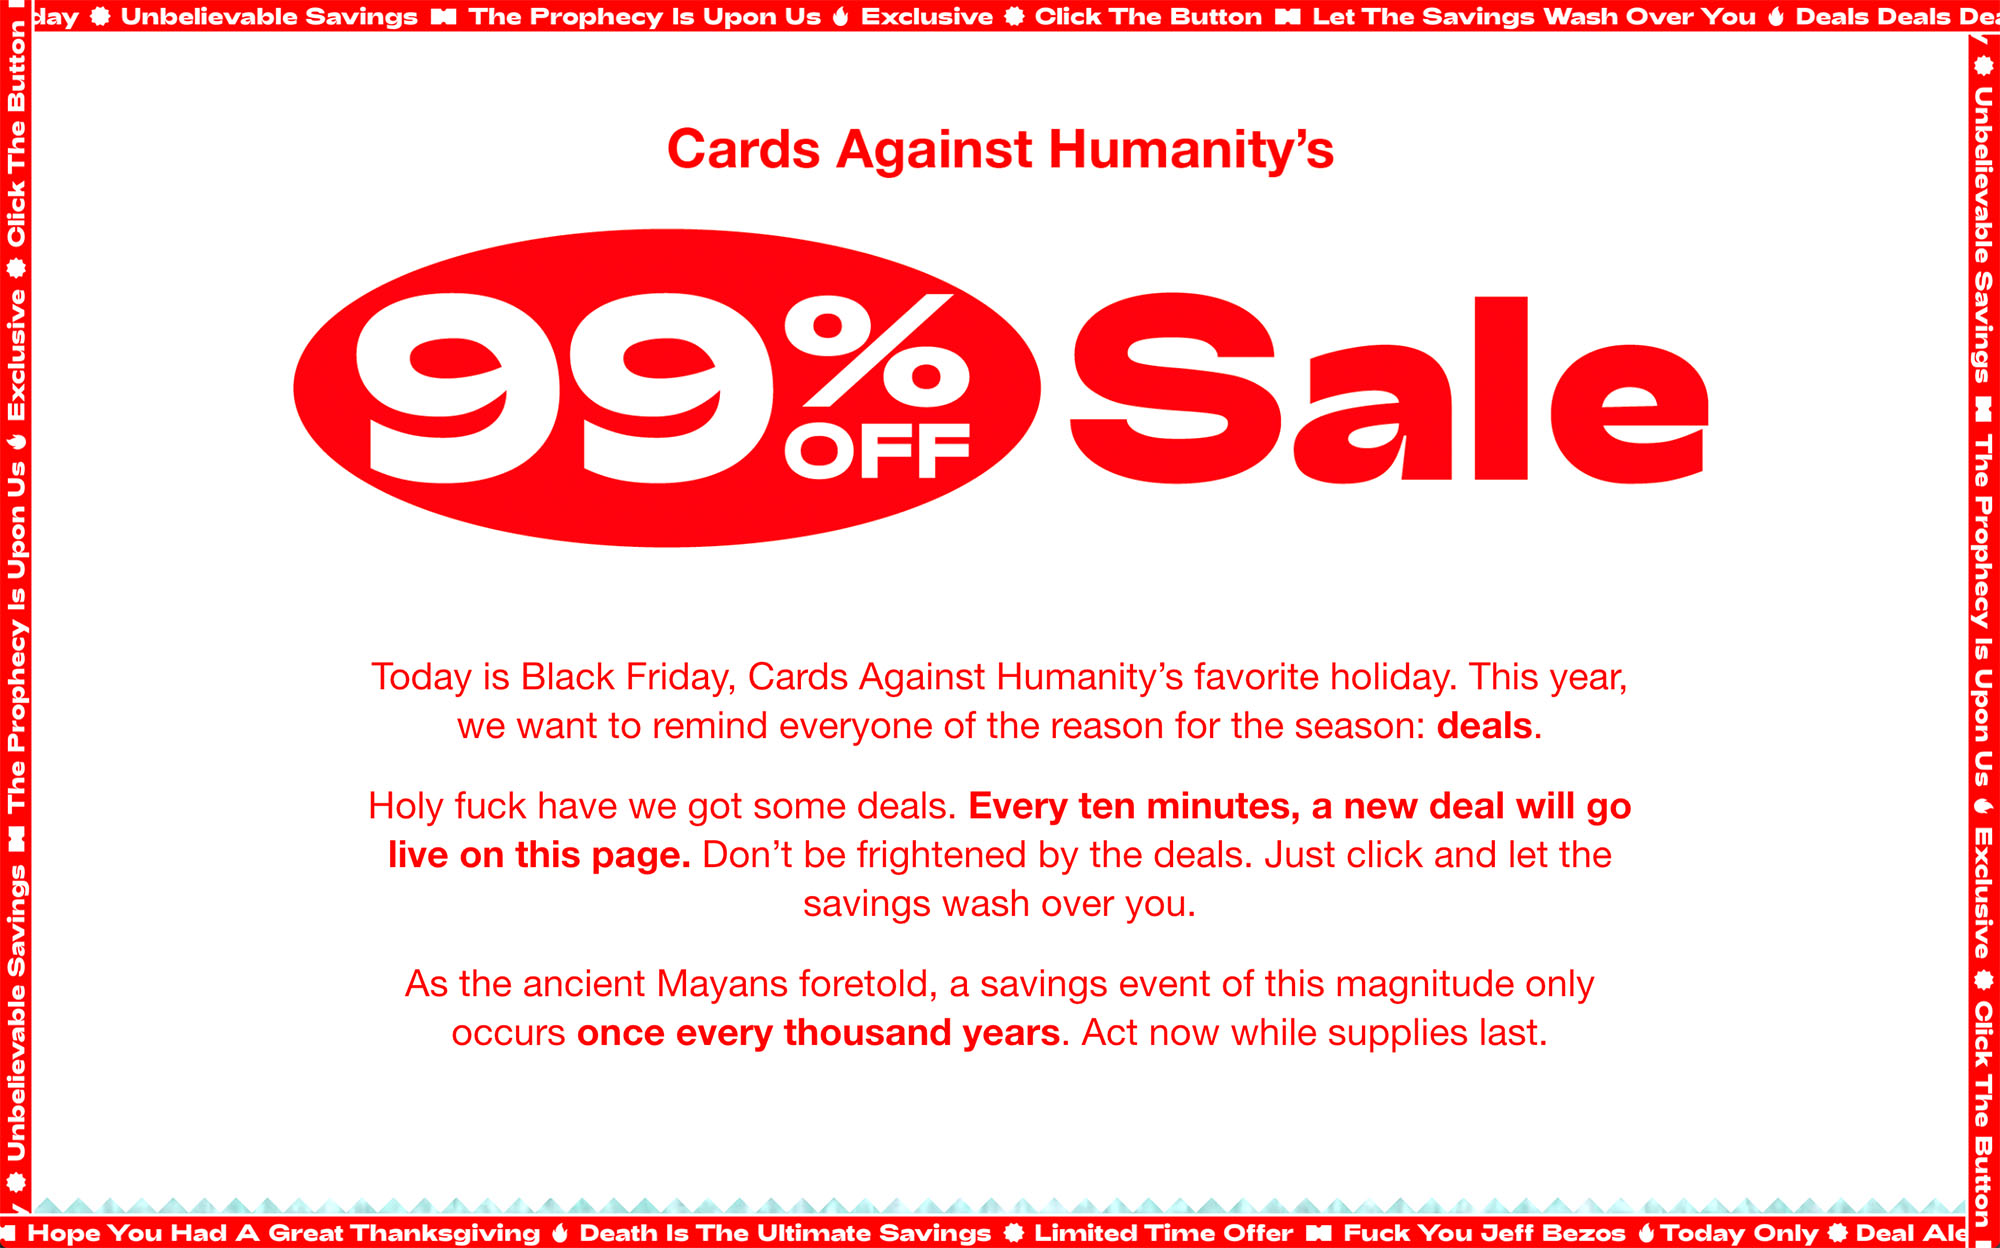 day Unbelievable Savings The Prophecy Is Upon Us Exclusive Click The Button Let The Savings Wash Over You Deals Deals
Cards Against Humanity’s
99% OFF Sale
Today is Black Friday, Cards Against Humanity’s favorite holiday. This year,
we want to remind everyone of the reason for the season: deals.
Holy fuck have we got some deals. Every ten minutes, a new deal will go
live on this page. Don’t be frightened by the deals. Just click and let the
savings wash over you.
As the ancient Mayans foretold, a savings event of this magnitude only
occurs once every thousand years. Act now while supplies last.
Unbelievable Savings The Prophecy Is Upon Us Exclusive Click The Button
Unbelievable Savings The Prophecy Is Upon Us Exclusive Click The Button
Hope You Had A Great Thanksgiving Death Is The Ultimate Savings Limited Time Offer Fuck You Jeff Bezos Today Only Deal